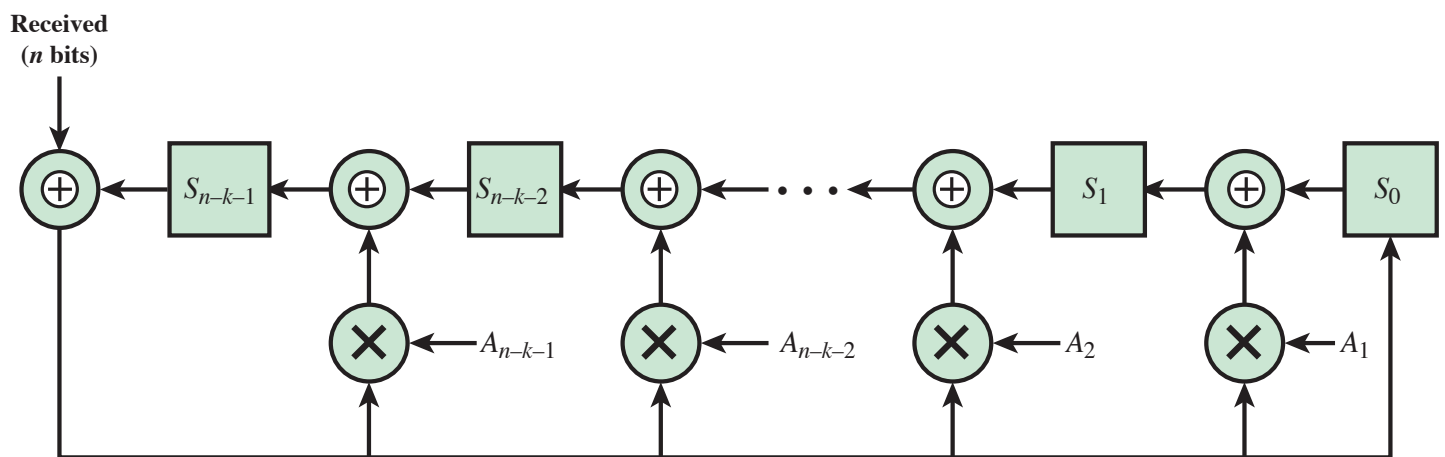 Received
(n bits)
S_{n–k–1}
S_{n–k–2}
• • •
S_1
S_0
A_{n–k–1}
A_{n–k–2}
A_2
A_1